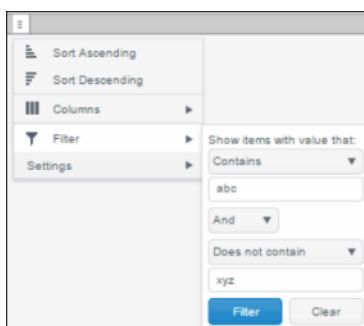 Sort Ascending
Sort Descending
Columns
Filter
Settings
Show items with value that:
Contains
abc
And
Does not contain
xyz
Filter
Clear